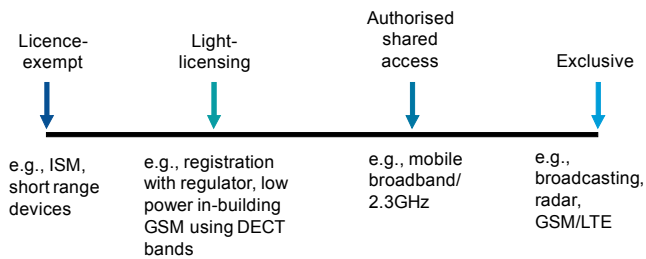 Licence-
exempt
Light-
licensing
Authorised
shared
access
Exclusive
e.g., ISM,
short range
devices
e.g., registration
with regulator, low
power in-building
GSM using DECT
bands
e.g., mobile
broadband/
2.3GHz
e.g.,
broadcasting,
radar,
GSM/LTE